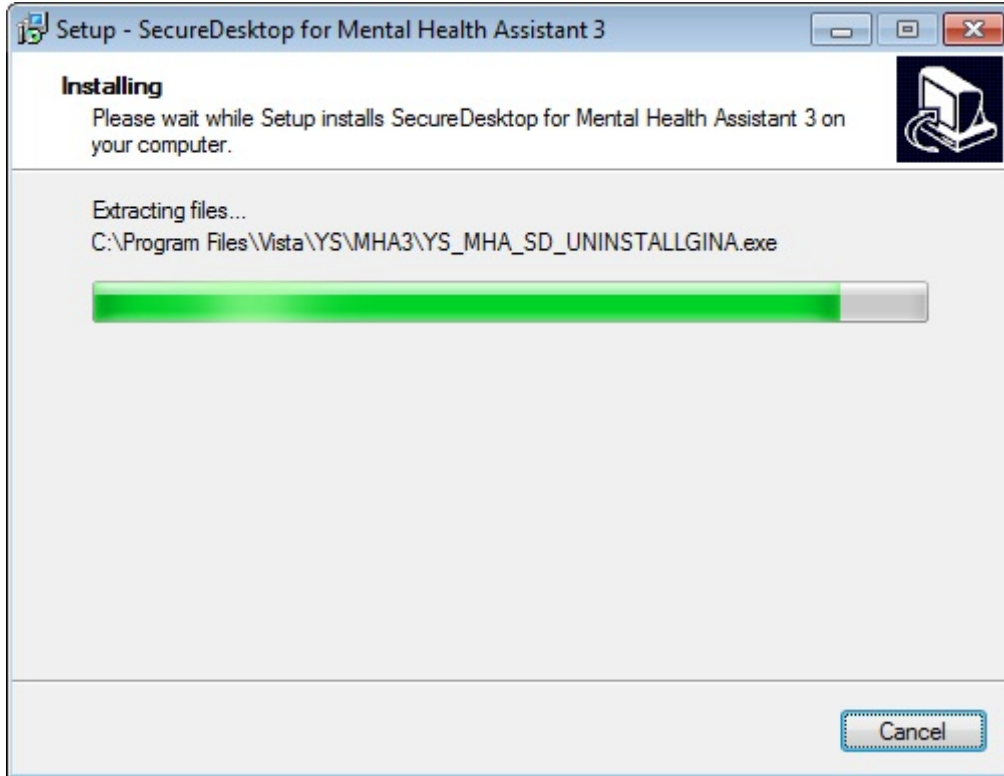 Setup - SecureDesktop for Mental Health Assistant 3
Installing
Please wait while Setup installs SecureDesktop for Mental Health Assistant 3 on
your computer.
Extracting files...
C:\Program Files\Vista\YS\MHA3\YS_MHA_SD_UNINSTALLGINA.exe
Cancel